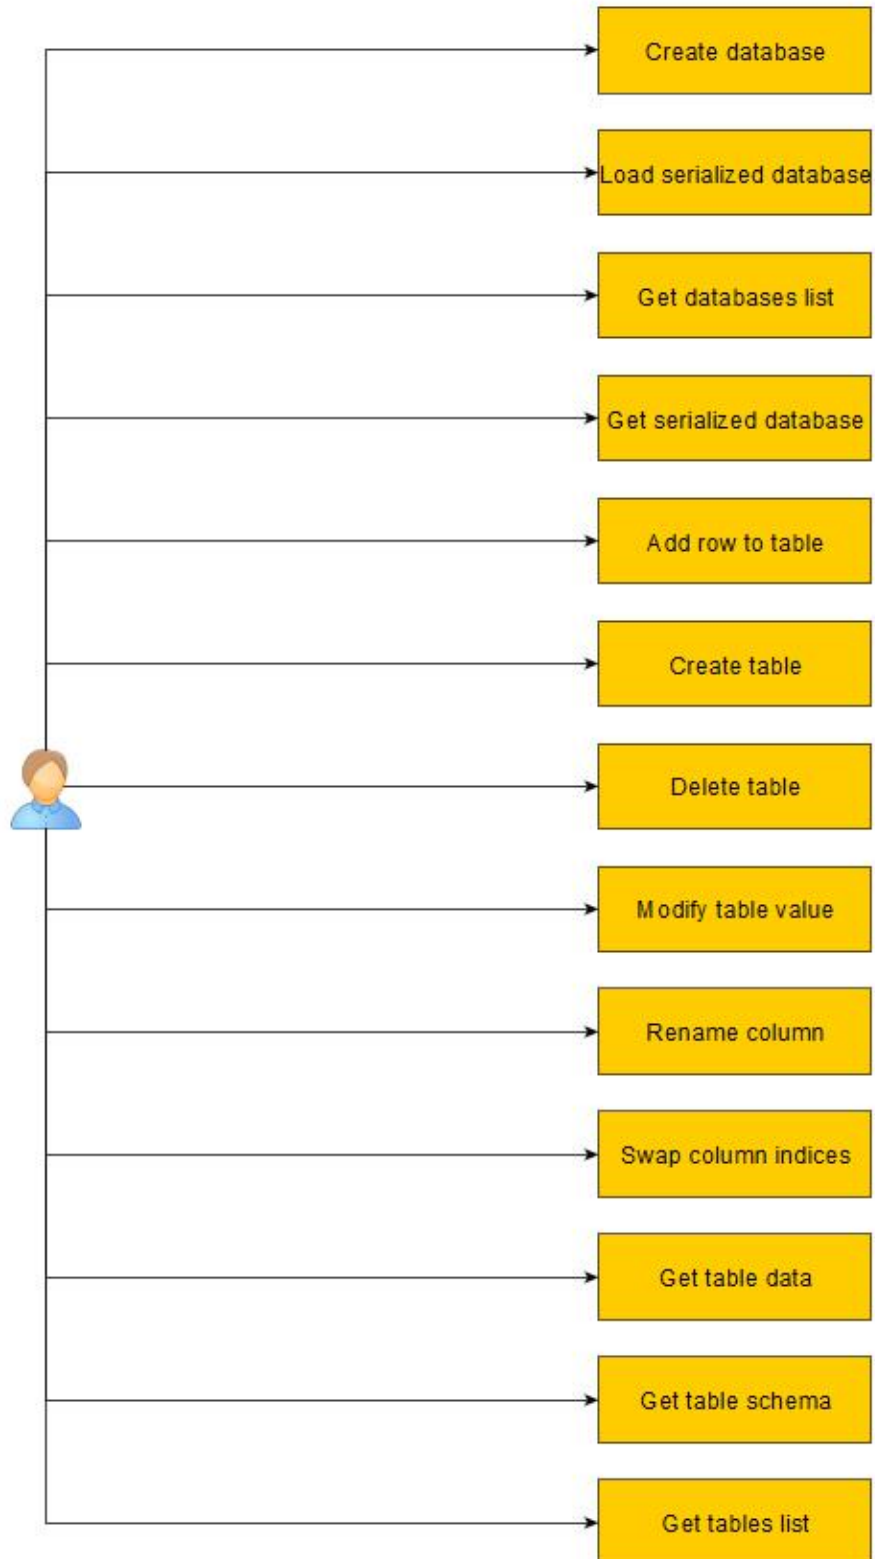 Create database
Load serialized database
Get databases list
Get serialized database
Add row to table
Create table
Delete table
Modify table value
Rename column
Swap column indices
Get table data
Get table schema
Get tables list